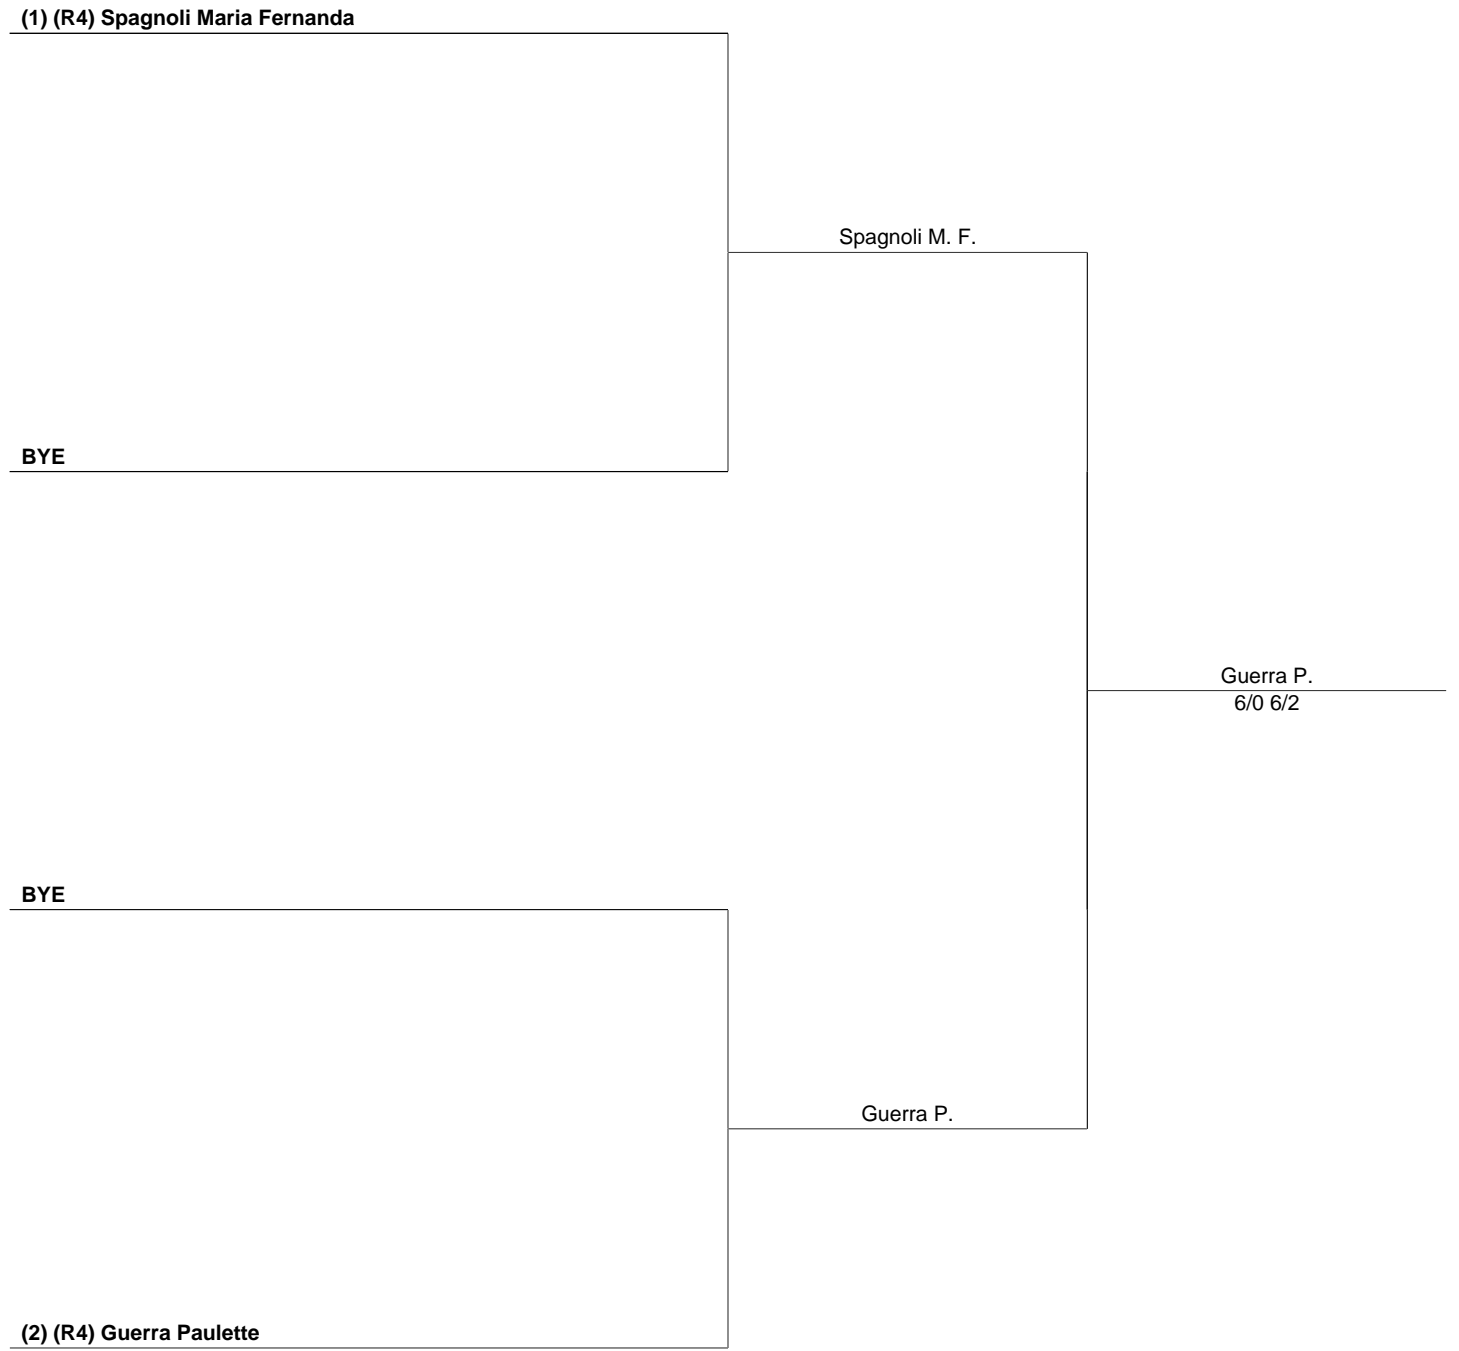 (1) (R4) Spagnoli Maria Fernanda
Spagnoli M. F.
BYE
Guerra P.
6/0 6/2
BYE
Guerra P.
(2) (R4) Guerra Paulette